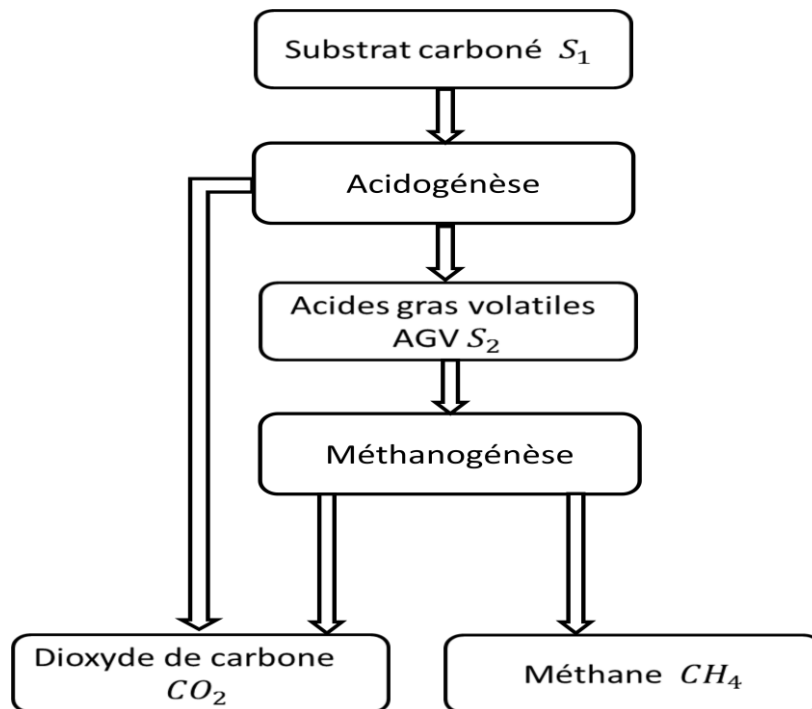 Substrat carboné S₁
Acidogénèse
Acides gras volatiles
AGV S₂
Méthanogénèse
Dioxyde de carbone
CO₂
Méthane CH₄